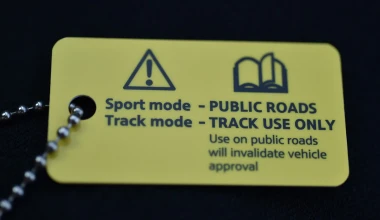 Sport mode – PUBLIC ROADS
Track mode – TRACK USE ONLY
Use on public roads
will invalidate vehicle
approval